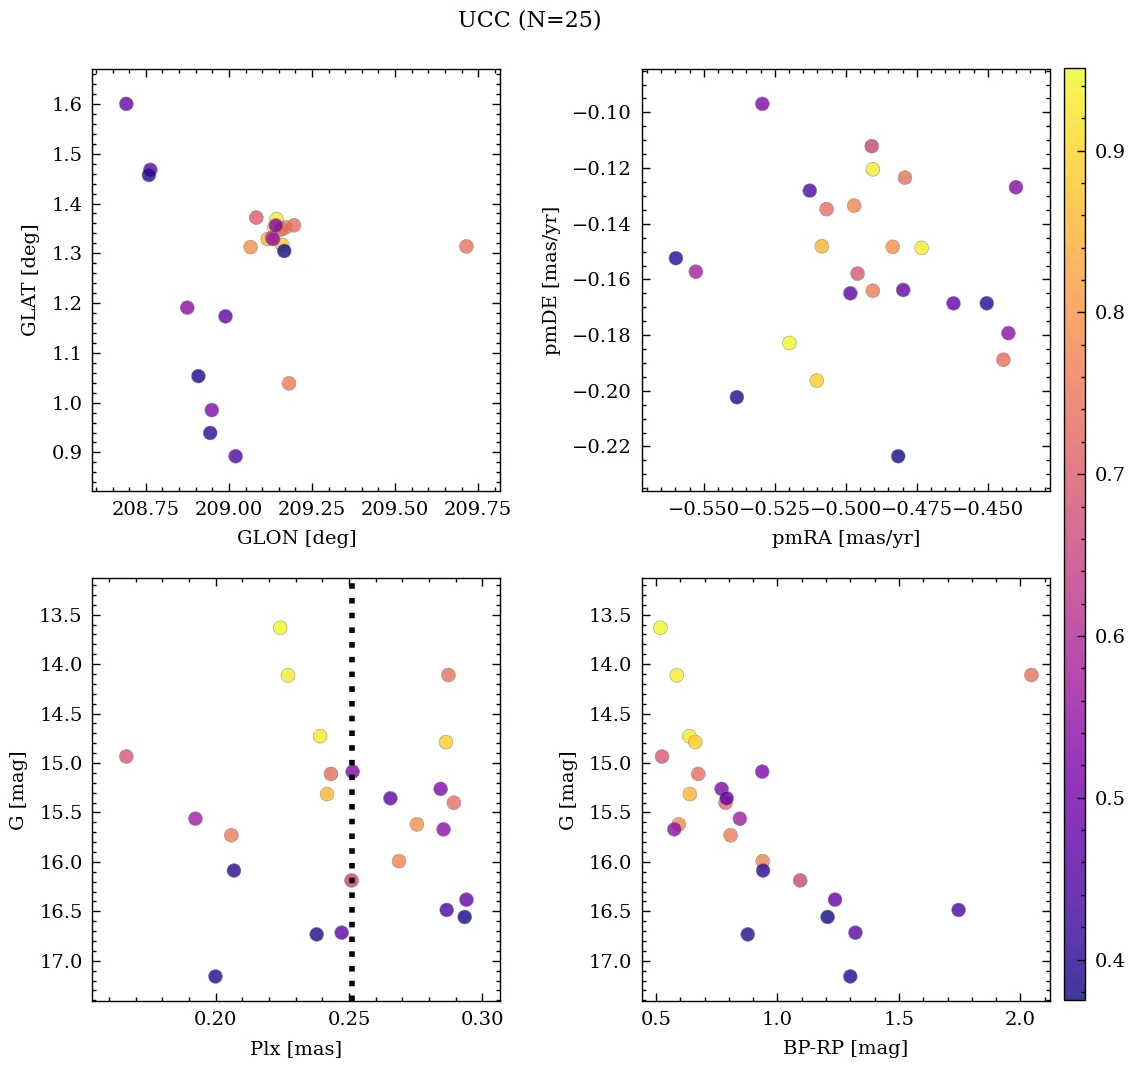 UCC (N=25)
1.6
1.5
1.4
1.3
1.2
1.1
1.0
0.9
GLAT [deg]
208.75 209.00 209.25 209.50 209.75
GLON [deg]
−0.10
−0.12
−0.14
−0.16
−0.18
−0.20
−0.22
pmDE [mas/yr]
−0.550 −0.525 −0.500 −0.475 −0.450
pmRA [mas/yr]
0.9
0.8
0.7
0.6
0.5
0.4
13.5
14.0
14.5
15.0
15.5
16.0
16.5
17.0
G [mag]
0.20 0.25 0.30
Plx [mas]
13.5
14.0
14.5
15.0
15.5
16.0
16.5
17.0
G [mag]
0.5 1.0 1.5 2.0
BP-RP [mag]